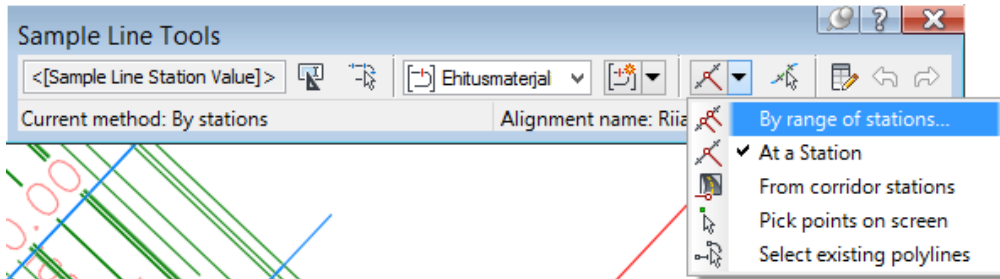 Sample Line Tools
<[Sample Line Station Value]>
Ehitusmaterjal
Current method: By stations
Alignment name: Riia
By range of stations...
At a Station
From corridor stations
Pick points on screen
Select existing polylines